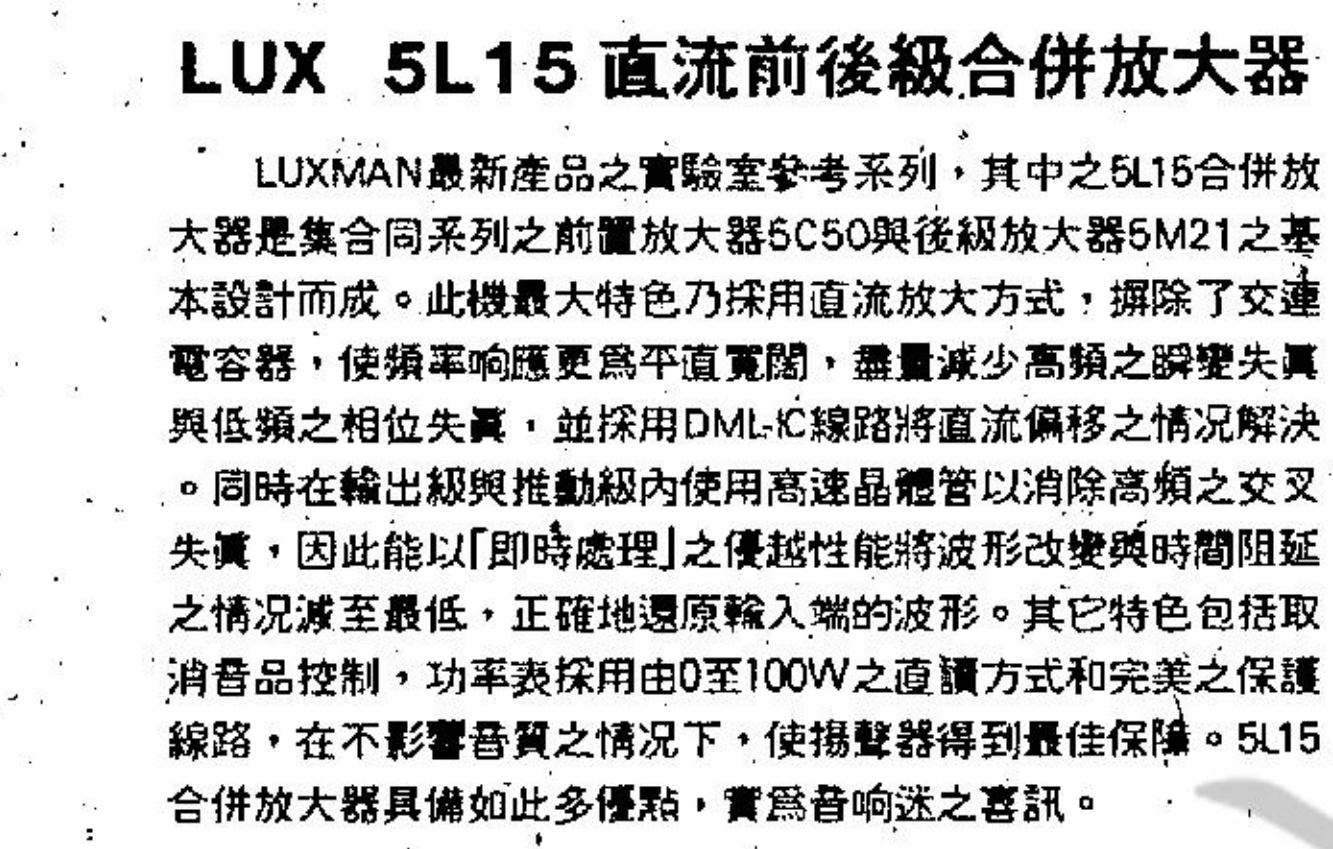 LUX 5L15直流前後級合併放大器
LUXMAN最新產品之實驗室參考系列，其中之5L15合併放
大器是集合同系列之前置放大器5C50與後級放大器5M21之基
本設計而成。此機最大特色乃採用直流放大方式，摒除了交連
電容器，使頻率响應更爲平直寬闊，盡量減少高頻之瞬變失眞
與低頻之相位失眞，並採用DML-IC線路將直流偏移之情况解決
。同時在輸出級與推動級內使用高速晶體管以消除高頻之交叉
失眞，因此能以「即時處理」之優越性能將波形改變與時間阻延
之情况減至最低，正確地還原輸入端的波形。其它特色包括取
消音品控制，功率表採用由0至100W之直讀方式和完美之保護
線路，在不影響音質之情况下，使揚聲器得到最佳保障。5L15
合併放大器具備如此多優點，實爲音响迷之喜訊。